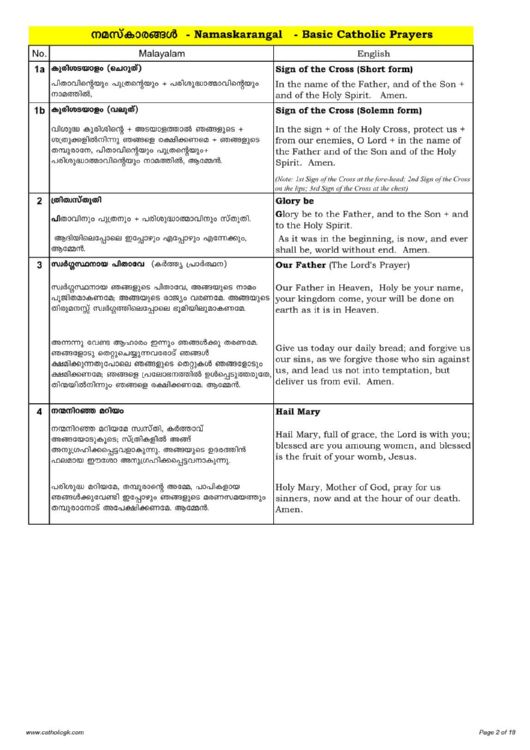 നമസ്കാരങ്ങൾ - Namaskarangal - Basic Catholic Prayers
No. Malayalam English
1a കുരിശടയാളം (ചെറുത്) Sign of the Cross (Short form)
പിതാവിന്റെയും പുത്രന്റെയും + പരിശുദ്ധാത്മാവിന്റെയും
നാമത്തിൽ,
In the name of the Father, and of the Son +
and of the Holy Spirit. Amen.
1b കുരിശടയാളം (വലുത്) Sign of the Cross (Solemn form)
വിശുദ്ധ കുരിശിന്റെ + അടയാളത്താൽ ഞങ്ങളുടെ +
ശത്രുക്കളിൽനിന്നു ഞങ്ങളെ രക്ഷിക്കണമെ + ഞങ്ങളുടെ
തമ്പുരാനേ, പിതാവിന്റെയും പുത്രന്റെയും+
പരിശുദ്ധാത്മാവിന്റേയും നാമത്തിൽ, ആമ്മേൻ.
In the sign + of the Holy Cross, protect us +
from our enemies, O Lord + in the name of
the Father and of the Son and of the Holy
Spirit. Amen.
(Note: 1st Sign of the Cross at the fore-head; 2nd Sign of the Cross
on the lips; 3rd Sign of the Cross at the chest)
2 ത്രിത്വസ്തുതി Glory be
പിതാവിനും പുത്രനും + പരിശുദ്ധാത്മാവിനും സ്തുതി.
Glory be to the Father, and to the Son + and
to the Holy Spirit.
ആദിയിലെപ്പോലെ ഇപ്പോഴും എപ്പോഴും എന്നേക്കും,
ആമ്മേൻ.
As it was in the beginning, is now, and ever
shall be, world without end. Amen.
3 സ്വർഗ്ഗസ്ഥനായ പിതാവേ (കർത്തൃ പ്രാർത്ഥന) Our Father (The Lord's Prayer)
സ്വർഗ്ഗസ്ഥനായ ഞങ്ങളുടെ പിതാവേ, അങ്ങയുടെ നാമം
പൂജിതമാകണമേ; അങ്ങയുടെ രാജ്യം വരണമേ. അങ്ങയുടെ
തിരുമനസ്സ് സ്വർഗ്ഗത്തിലെപ്പോലെ ഭൂമിയിലുമാകണമേ.
Our Father in Heaven, Holy be your name,
your kingdom come, your will be done on
earth as it is in Heaven.
അന്നന്നു വേണ്ട ആഹാരം ഇന്നും ഞങ്ങൾക്കു തരണമേ.
ഞങ്ങളോടു തെറ്റുചെയ്യുന്നവരോട് ഞങ്ങൾ
ക്ഷമിക്കുന്നതുപോലെ ഞങ്ങളുടെ തെറ്റുകൾ ഞങ്ങളോടും
ക്ഷമിക്കണമേ; ഞങ്ങളെ പ്രലോഭനത്തിൽ ഉൾപ്പെടുത്തരുതേ,
തിന്മയിൽനിന്നും ഞങ്ങളെ രക്ഷിക്കണമേ. ആമ്മേൻ.
Give us today our daily bread; and forgive us
our sins, as we forgive those who sin against
us, and lead us not into temptation, but
deliver us from evil. Amen.
4 നന്മനിറഞ്ഞ മറിയം Hail Mary
നന്മനിറഞ്ഞ മറിയമേ സ്വസ്തി, കർത്താവ്
അങ്ങയോടുകൂടെ; സ്ത്രികളിൽ അങ്ങ്
അനുഗ്രഹിക്കപ്പെട്ടവളാകുന്നു. അങ്ങയുടെ ഉദരത്തിൻ
ഫലമായ ഈശോ അനുഗ്രഹിക്കപ്പെട്ടവനാകുന്നു.
Hail Mary, full of grace, the Lord is with you;
blessed are you amoung women, and blessed
is the fruit of your womb, Jesus.
പരിശുദ്ധ മറിയമേ, തമ്പുരാന്റെ അമ്മേ, പാപികളായ
ഞങ്ങൾക്കുവേണ്ടി ഇപ്പോഴും ഞങ്ങളുടെ മരണസമയത്തും
തമ്പുരാനോട് അപേക്ഷിക്കണമേ. ആമ്മേൻ.
Holy Mary, Mother of God, pray for us
sinners, now and at the hour of our death.
Amen.
www.cathologk.com Page 2 of 18